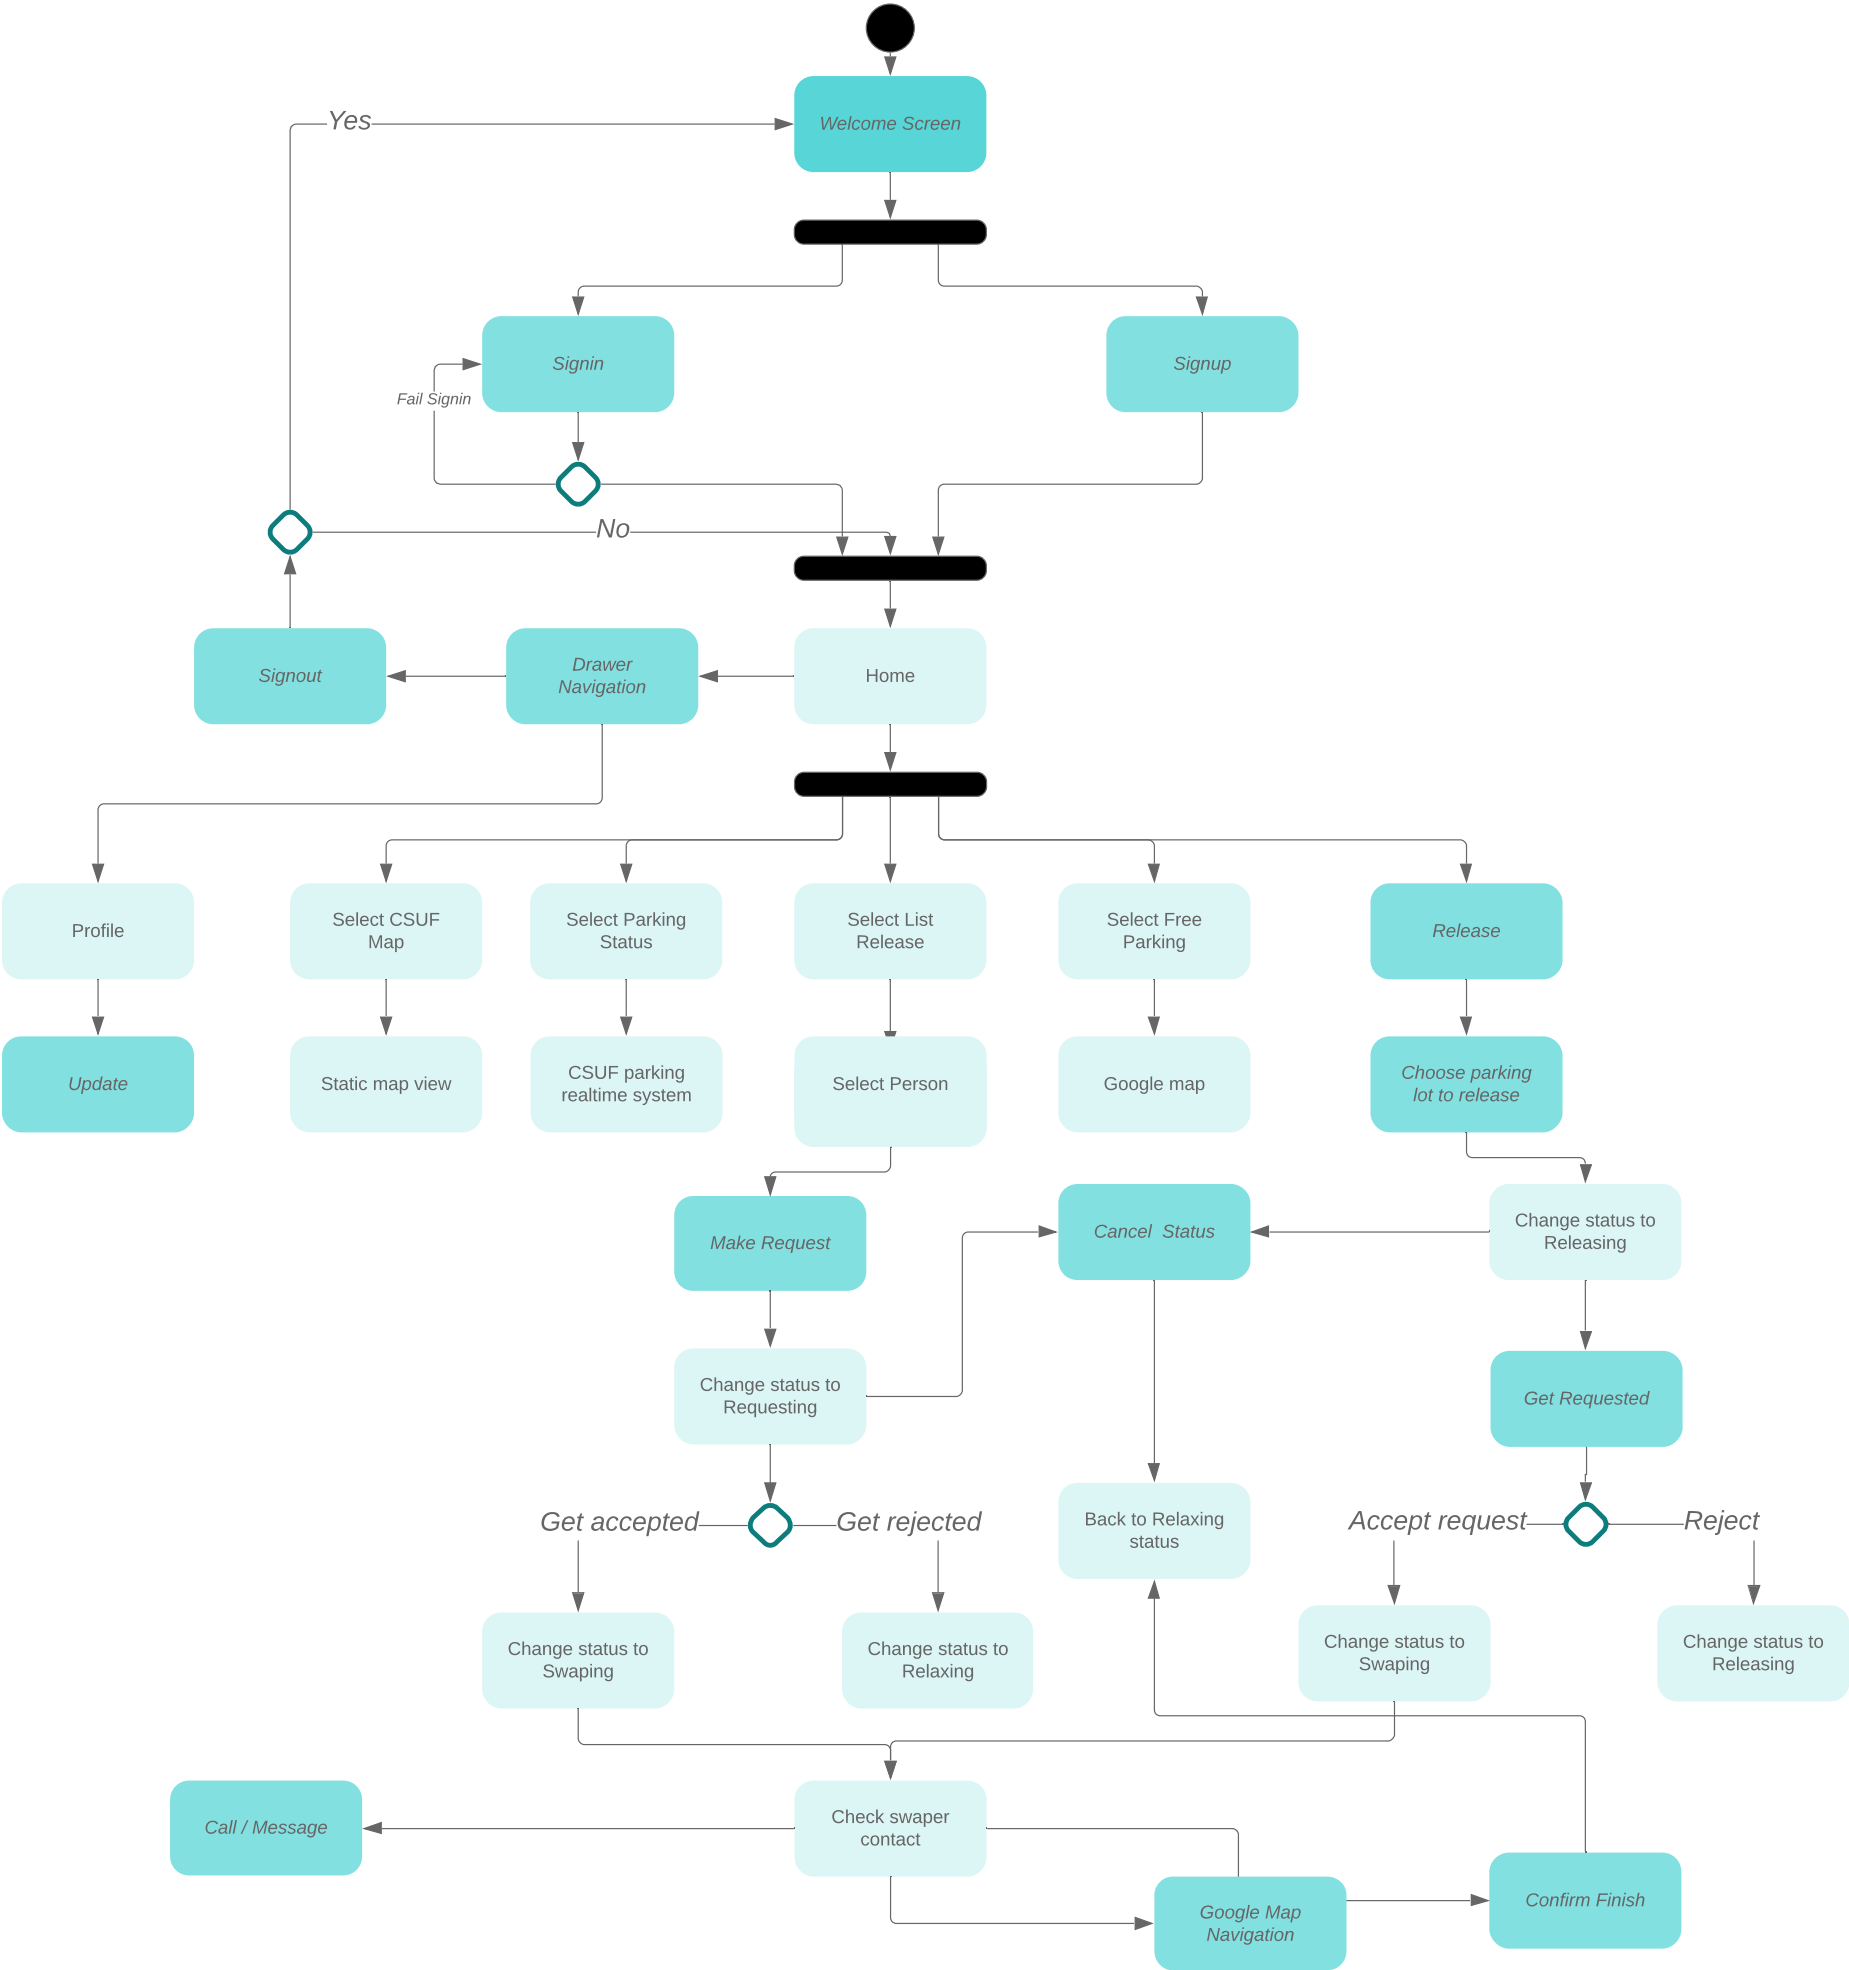 Yes
Welcome Screen
Signin
Signup
Fail Signin
No
Signout
Drawer
Navigation
Home
Profile
Select CSUF
Map
Select Parking
Status
Select List
Release
Select Free
Parking
Release
Update
Static map view
CSUF parking
realtime system
Select Person
Google map
Choose parking
lot to release
Make Request
Cancel  Status
Change status to
Releasing
Change status to
Requesting
Get Requested
Get accepted
Get rejected
Back to Relaxing
status
Accept request
Reject
Change status to
Swaping
Change status to
Relaxing
Change status to
Swaping
Change status to
Releasing
Call / Message
Check swaper
contact
Google Map
Navigation
Confirm Finish